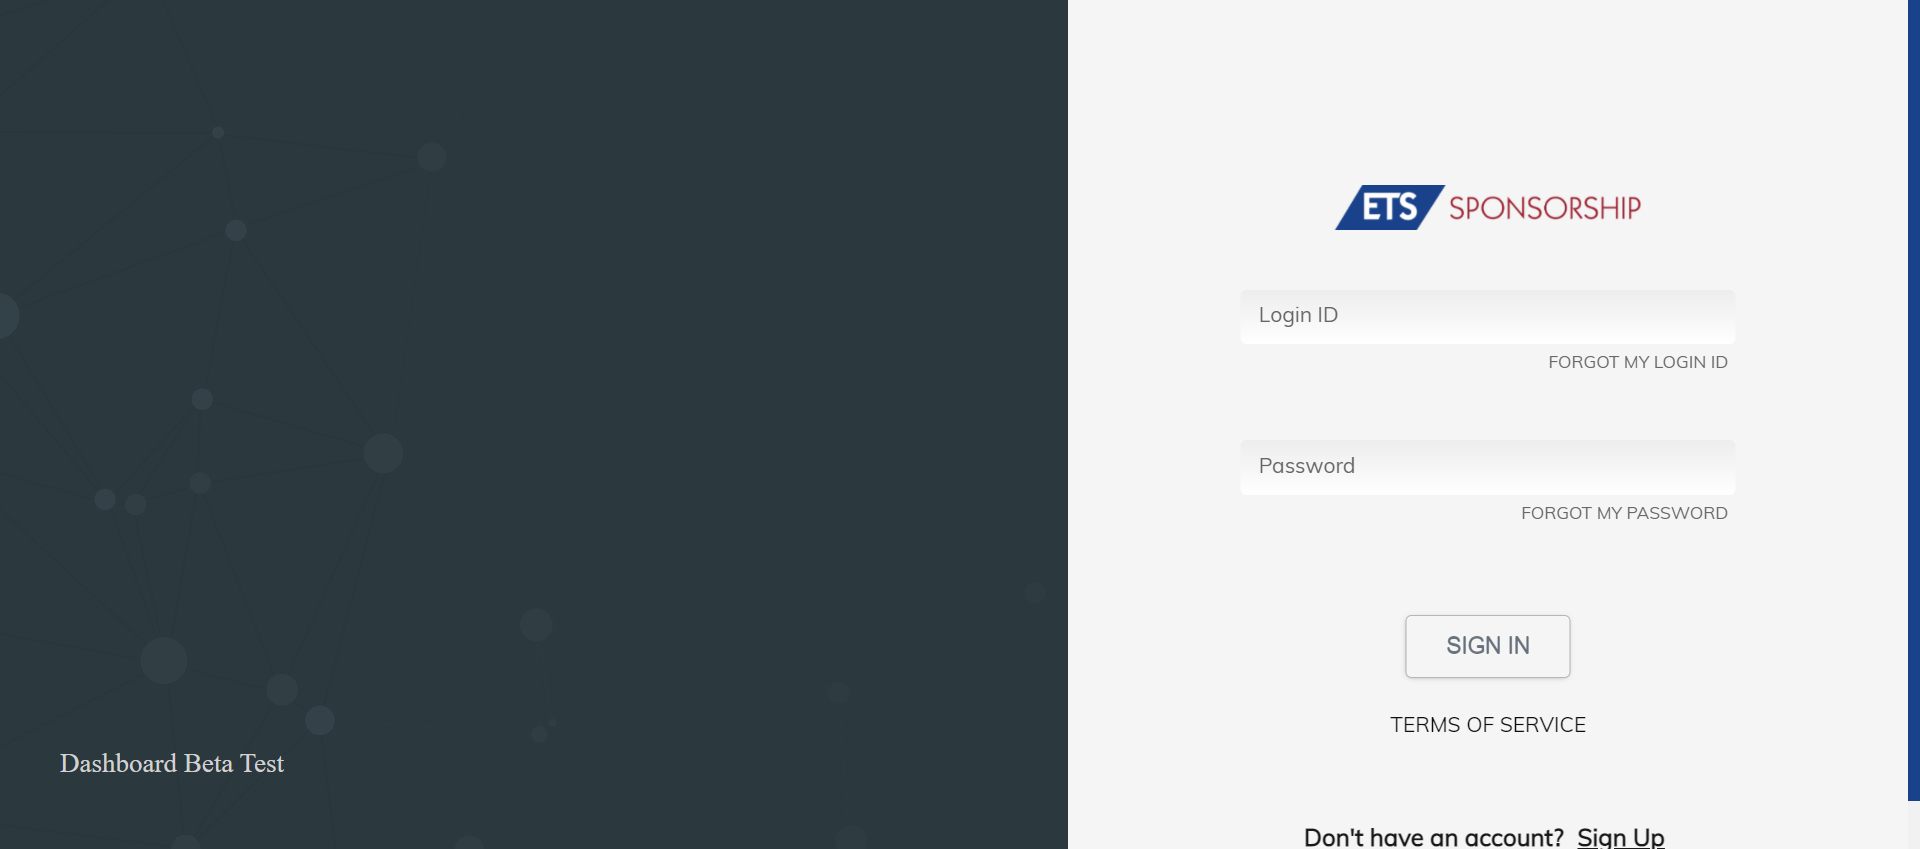 ETS SPONSORSHIP
Login ID
FORGOT MY LOGIN ID
Password
FORGOT MY PASSWORD
SIGN IN
TERMS OF SERVICE
Dashboard Beta Test
Don't have an account? Sign Up